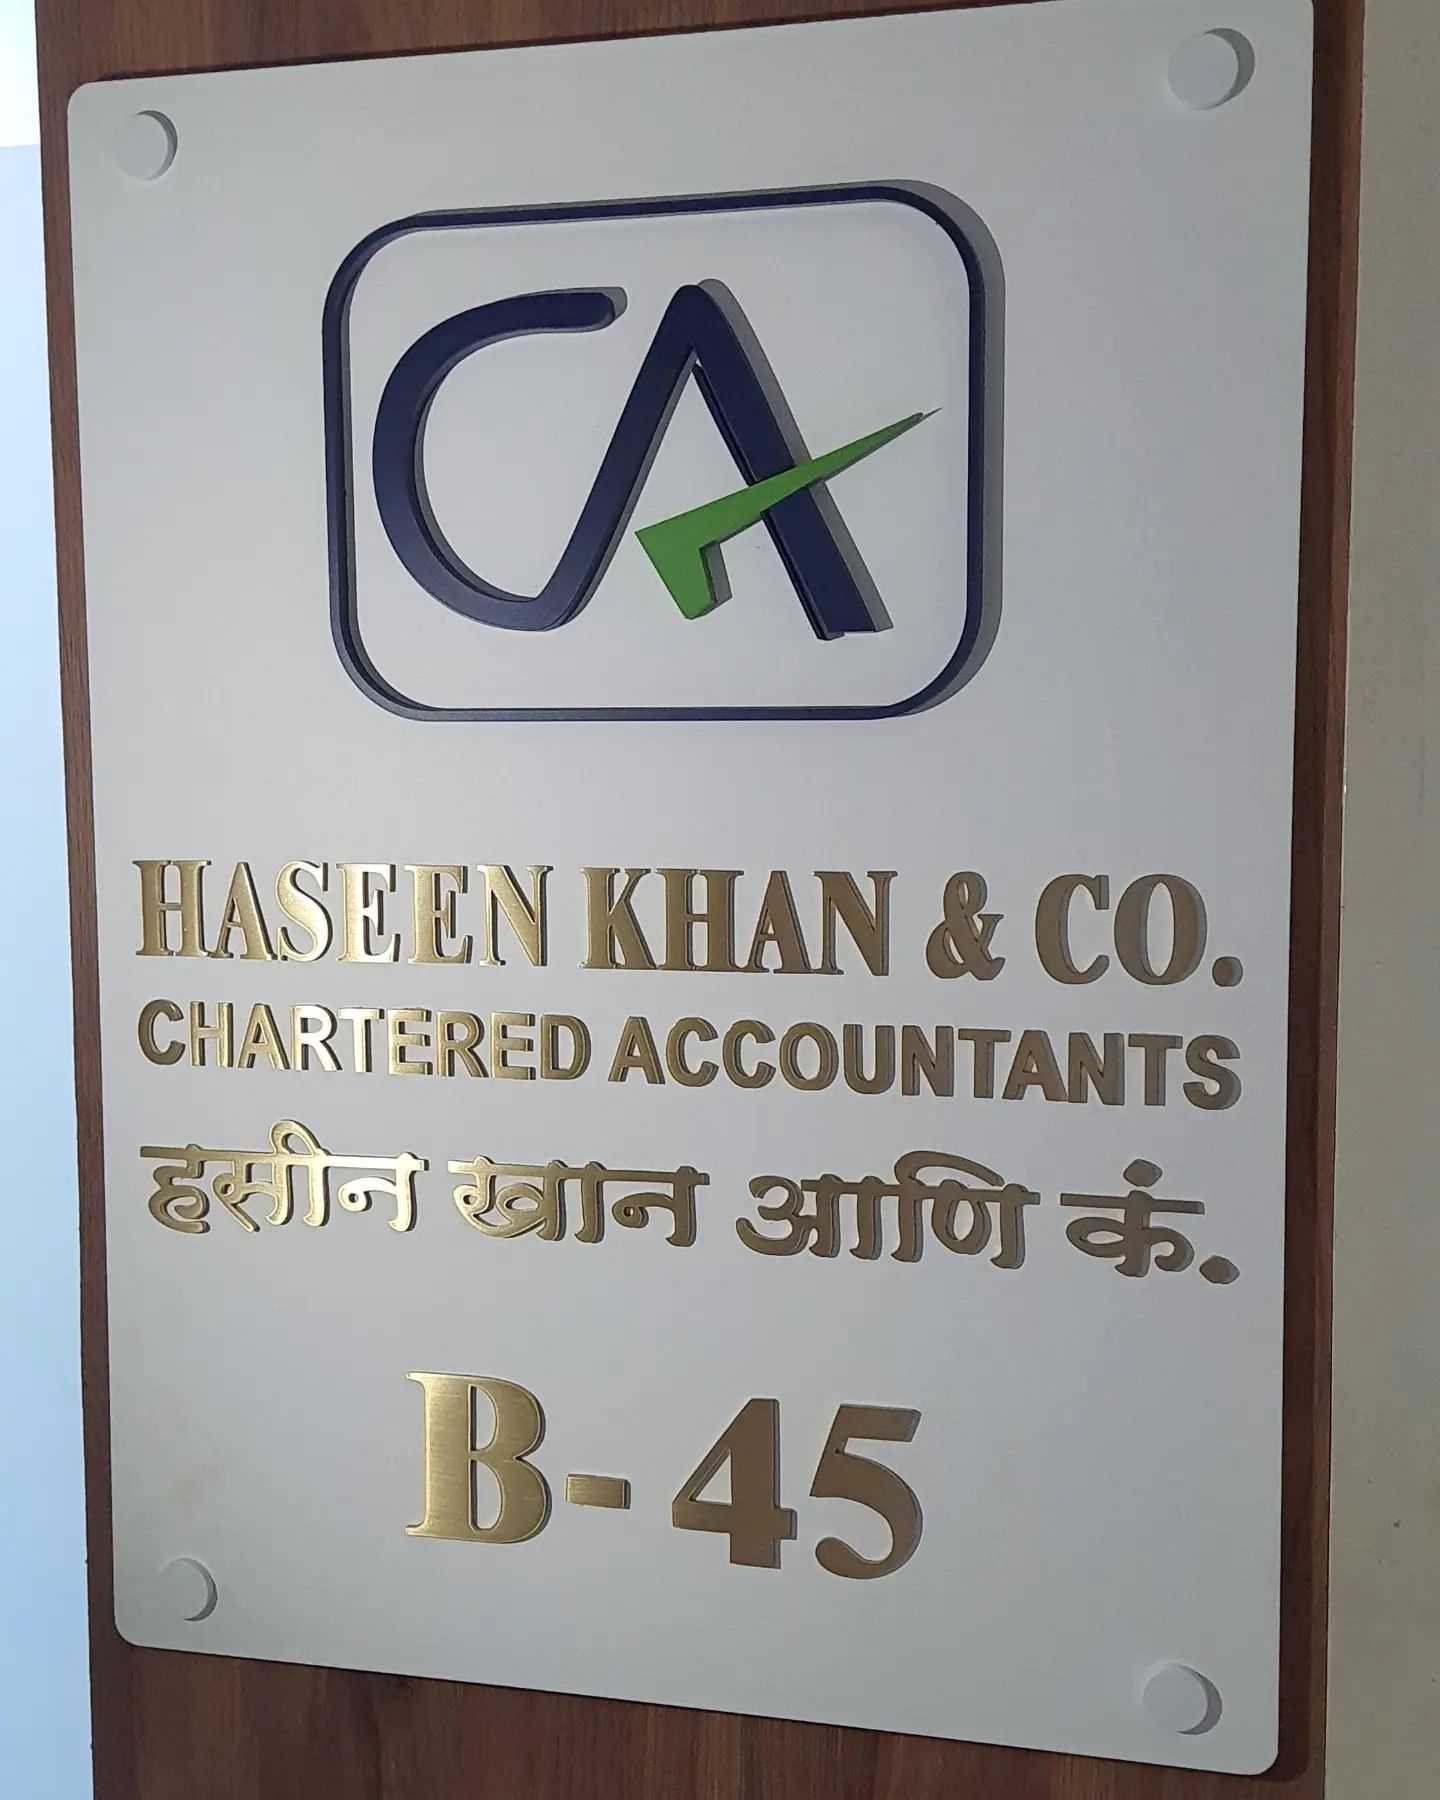 CA
HASEEN KHAN & CO.
CHARTERED ACCOUNTANTS
हसीन खान आणि कं.
B-45